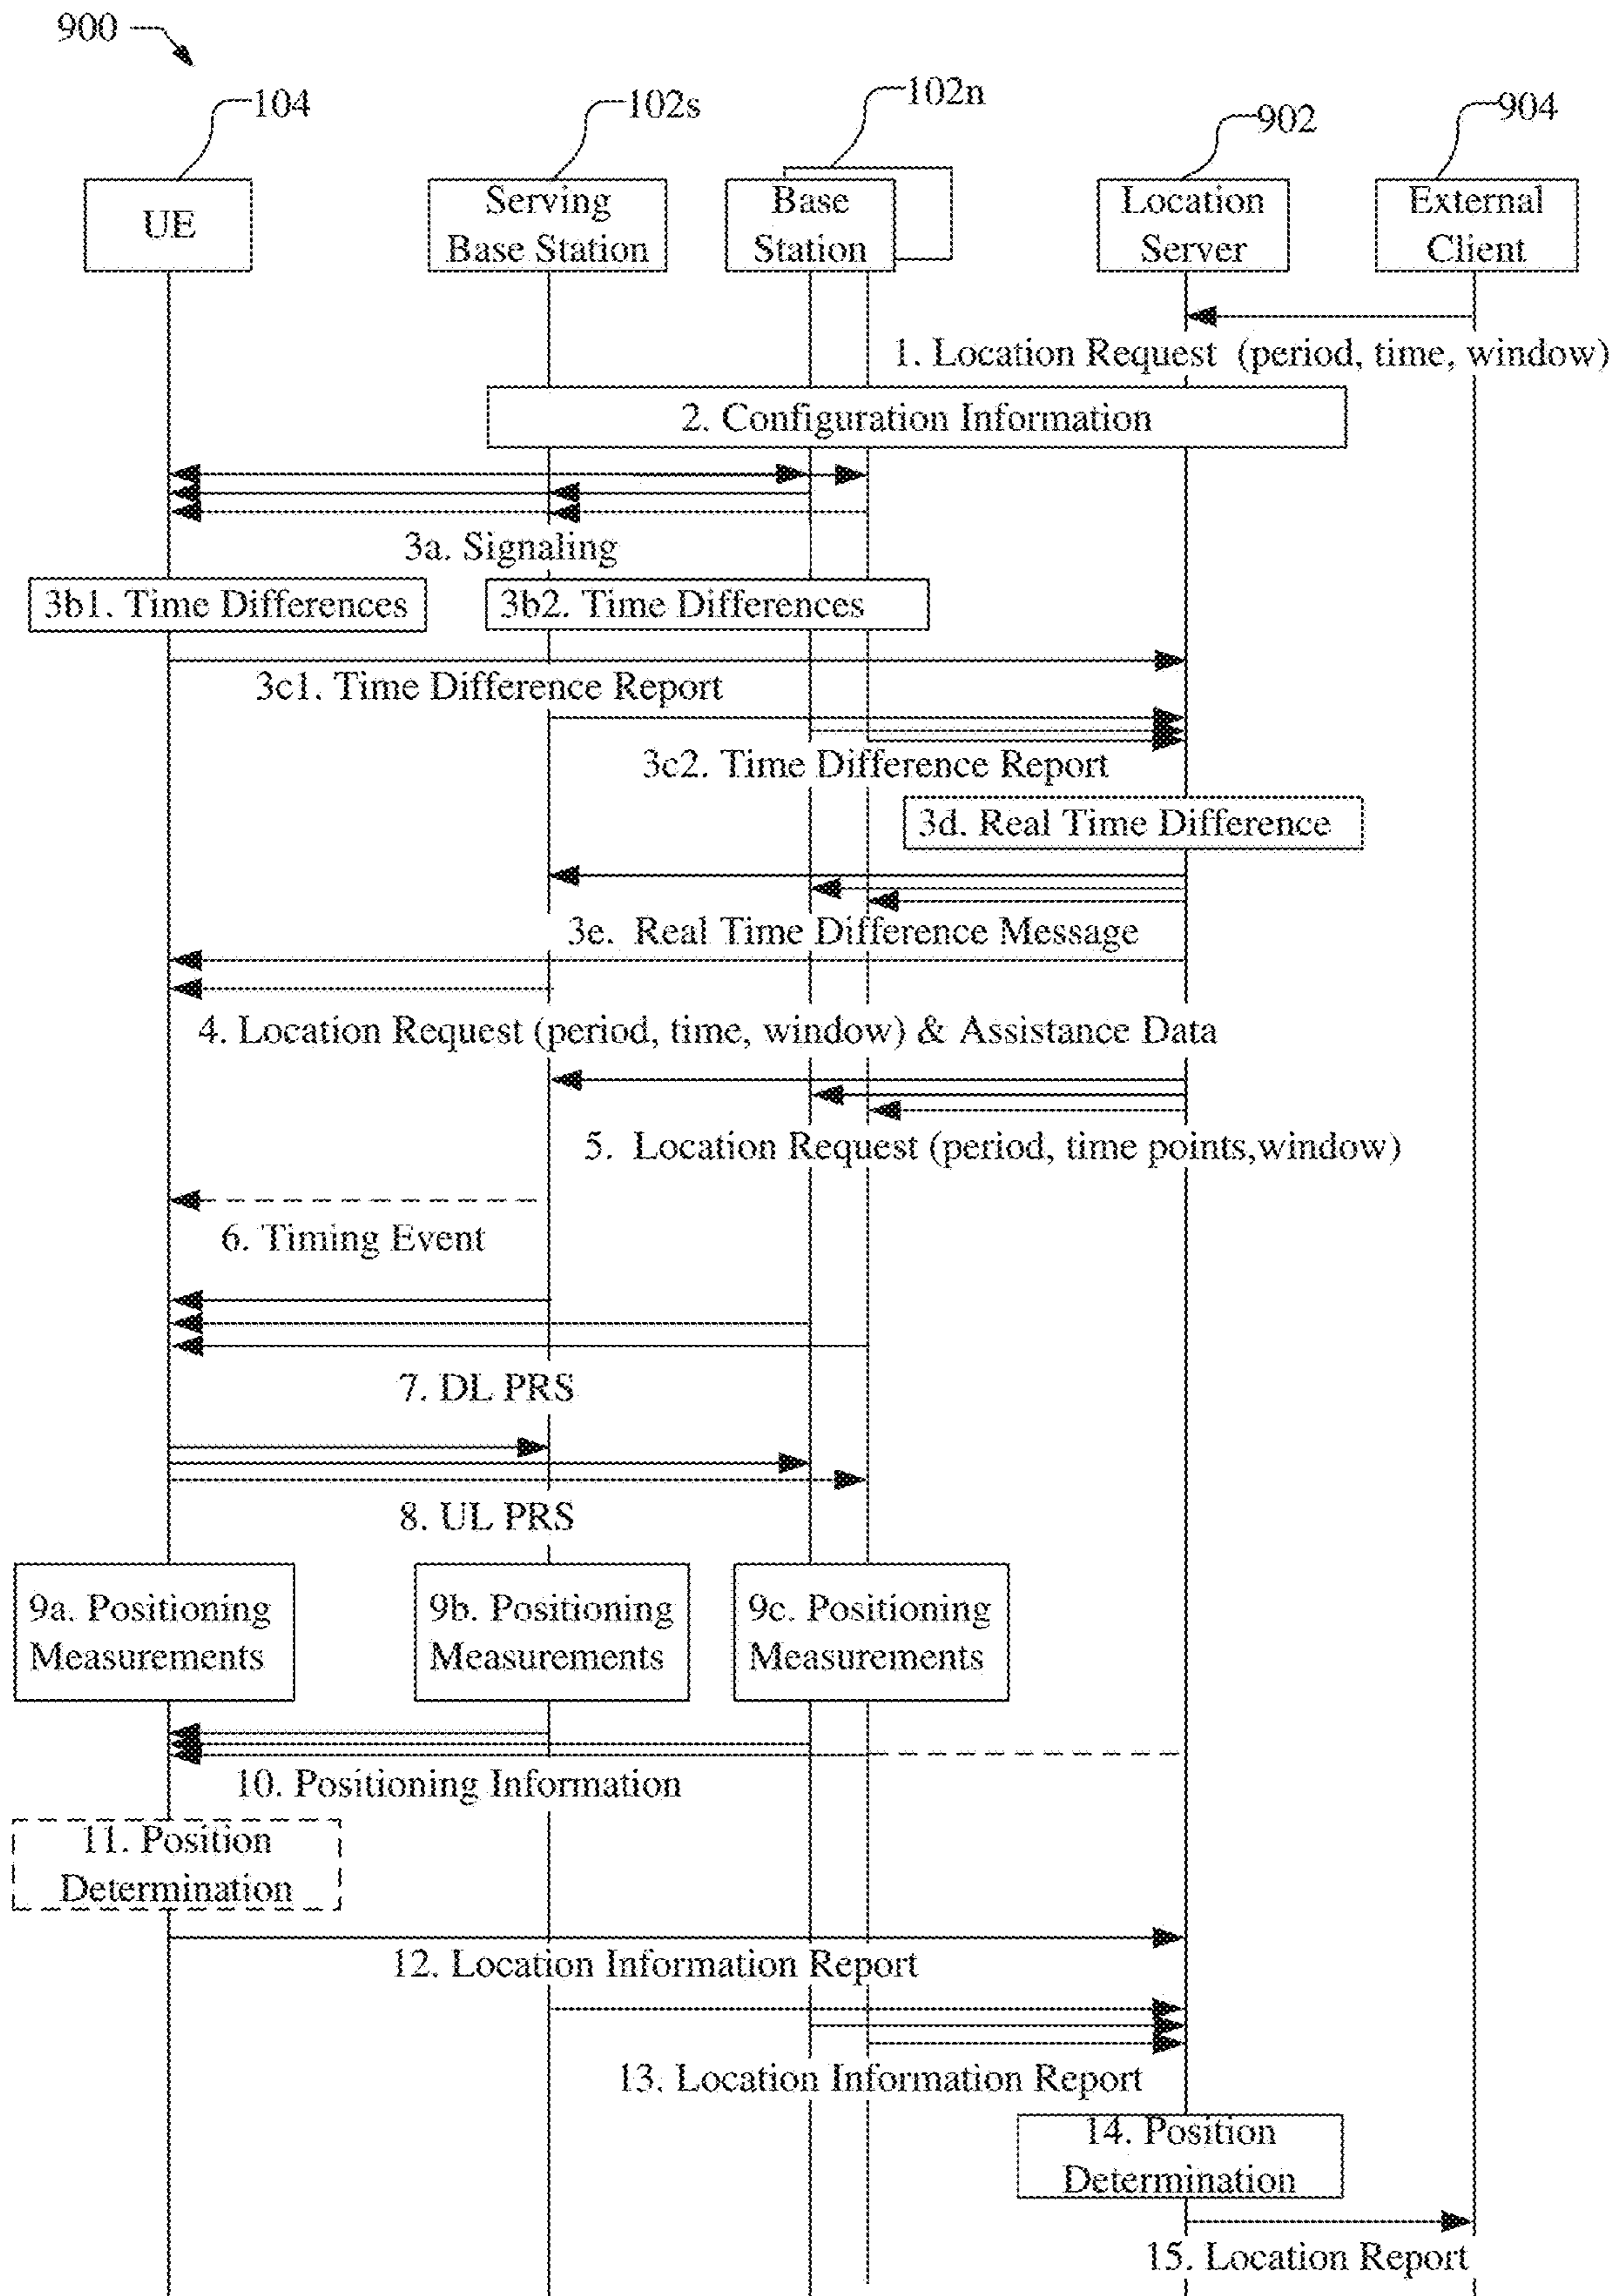 900
104
102s
102n
902
904
UE
Serving
Base Station
Base
Station
Location
Server
External
Client
1. Location Request (period, time, window)
2. Configuration Information
3a. Signaling
3b1. Time Differences
3b2. Time Differences
3c1. Time Difference Report
3c2. Time Difference Report
3d. Real Time Difference
3e. Real Time Difference Message
4. Location Request (period, time, window) & Assistance Data
5. Location Request (period, time points,window)
6. Timing Event
7. DL PRS
8. UL PRS
9a. Positioning
Measurements
9b. Positioning
Measurements
9c. Positioning
Measurements
10. Positioning Information
11. Position
Determination
12. Location Information Report
13. Location Information Report
14. Position
Determination
15. Location Report